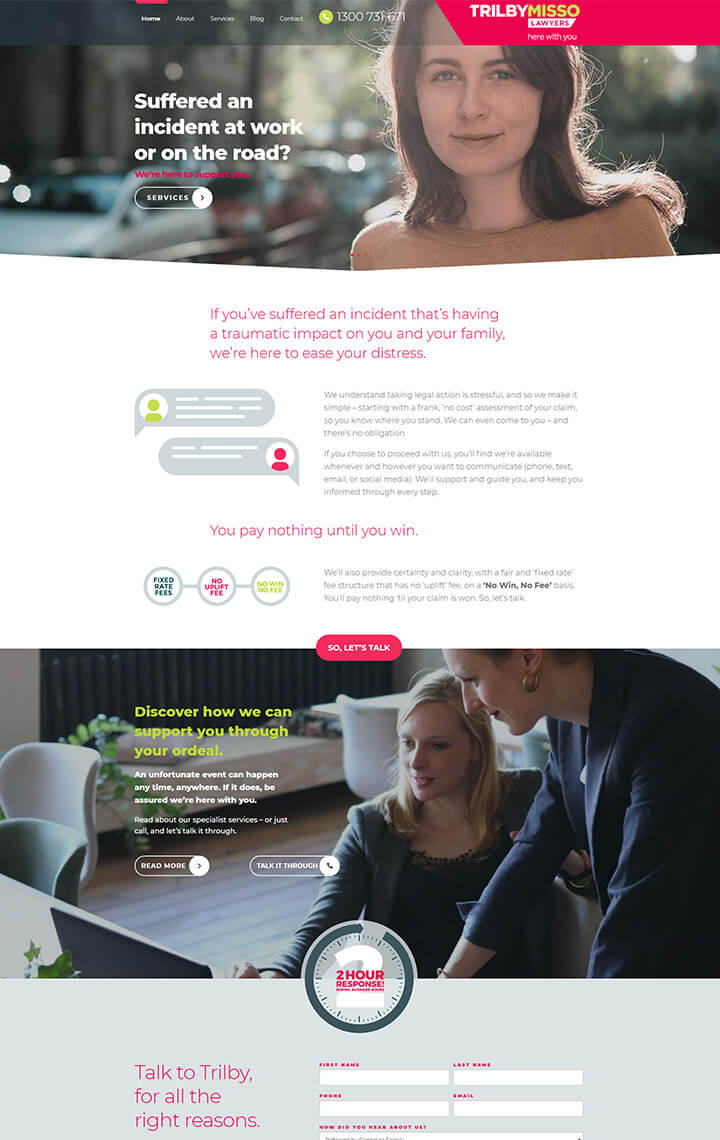 Home About Services Blog Contact 1300 731 671
TRILBYMISSO
LAWYERS
here with you
Suffered an
incident at work
or on the road?
We're here to support you.
SERVICES
If you've suffered an incident that's having
a traumatic impact on you and your family,
we're here to ease your distress.
We understand taking legal action is stressful, and so we make it
simple – starting with a frank, 'no cost' assessment of your claim,
so you know where you stand. We can even come to you – and
there's no obligation.
If you choose to proceed with us, you'll find we're available
whenever and however you want to communicate (phone, text,
email, or social media). We'll support and guide you, and keep you
informed through every step.
You pay nothing until you win.
FIXED
RATE
FEES
NO
UPLIFT
FEE
NO WIN
NO FEE
We'll also provide certainty and clarity, with a fair and 'fixed rate'
fee structure that has no 'uplift' fee, on a 'No Win, No Fee' basis.
You'll pay nothing 'til your claim is won. So, let's talk.
SO, LET'S TALK
Discover how we can
support you through
your ordeal.
An unfortunate event can happen
any time, anywhere. If it does, be
assured we're here with you.
Read about our specialist services – or just
call, and let's talk it through.
READ MORE
TALK IT THROUGH
2
2 HOUR
RESPONSE!
DURING BUSINESS HOURS
Talk to Trilby,
for all the
right reasons.
FIRST NAME LAST NAME
PHONE EMAIL
HOW DID YOU HEAR ABOUT US?